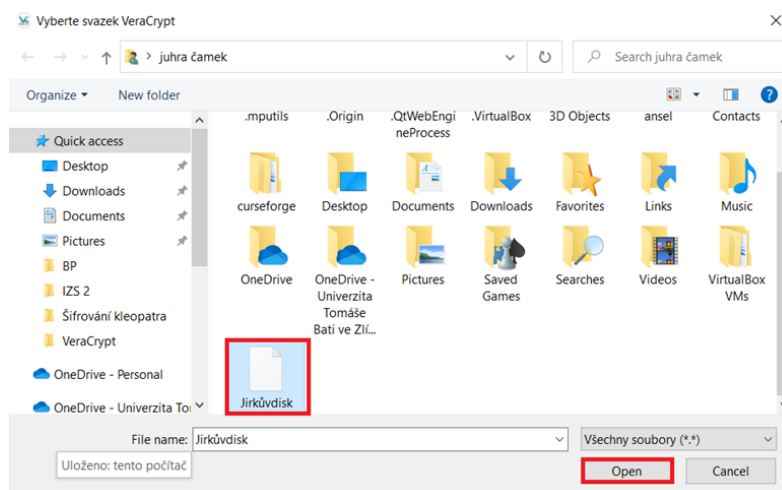 Vyberte svazek VeraCrypt
juhra čamek
Search juhra čamek
Organize
New folder
Quick access
Desktop
Downloads
Documents
Pictures
BP
IZS 2
Šifrování kleopatra
VeraCrypt
OneDrive - Personal
OneDrive - Univerzita To
.mputils
.Origin
.QtWebEngi
neProcess
.VirtualBox
3D Objects
ansel
Contacts
curseforge
Desktop
Documents
Downloads
Favorites
Links
Music
OneDrive
OneDrive -
Univerzita
Tomáše
Bati ve Zlí...
Pictures
Saved
Games
Searches
Videos
VirtualBox
VMs
Jirkůvdisk
File name: Jirkůvdisk
Všechny soubory (*.*)
Uloženo: tento počítač
Open
Cancel